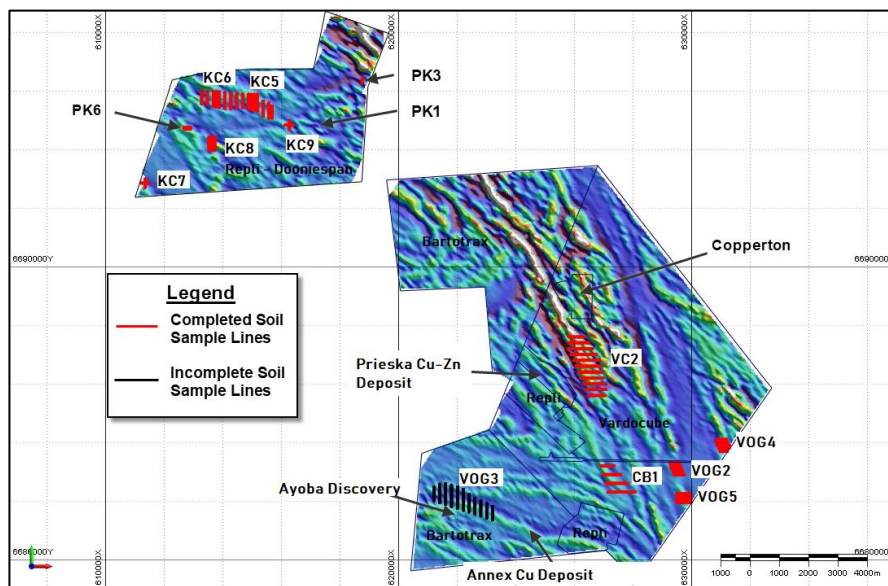 610000X
620000X
630000X
KC6
KC5
PK3
PK6
PK1
KC8
KC9
Repli - Dooniespan
KC7
Bartotrax
Copperton
6690000Y
6690000
Legend
Completed Soil
Sample Lines
Incomplete Soil
Sample Lines
VC2
Prieska Cu-Zn
Deposit
Repli
Vardocube
VOG4
VOG3
CB1
VOG2
Ayoba Discovery
VOG5
Bartotrax
Repli
6680000Y
Annex Cu Deposit
610000X
620000X
630000X
1000 0 1000 2000 3000 4000m